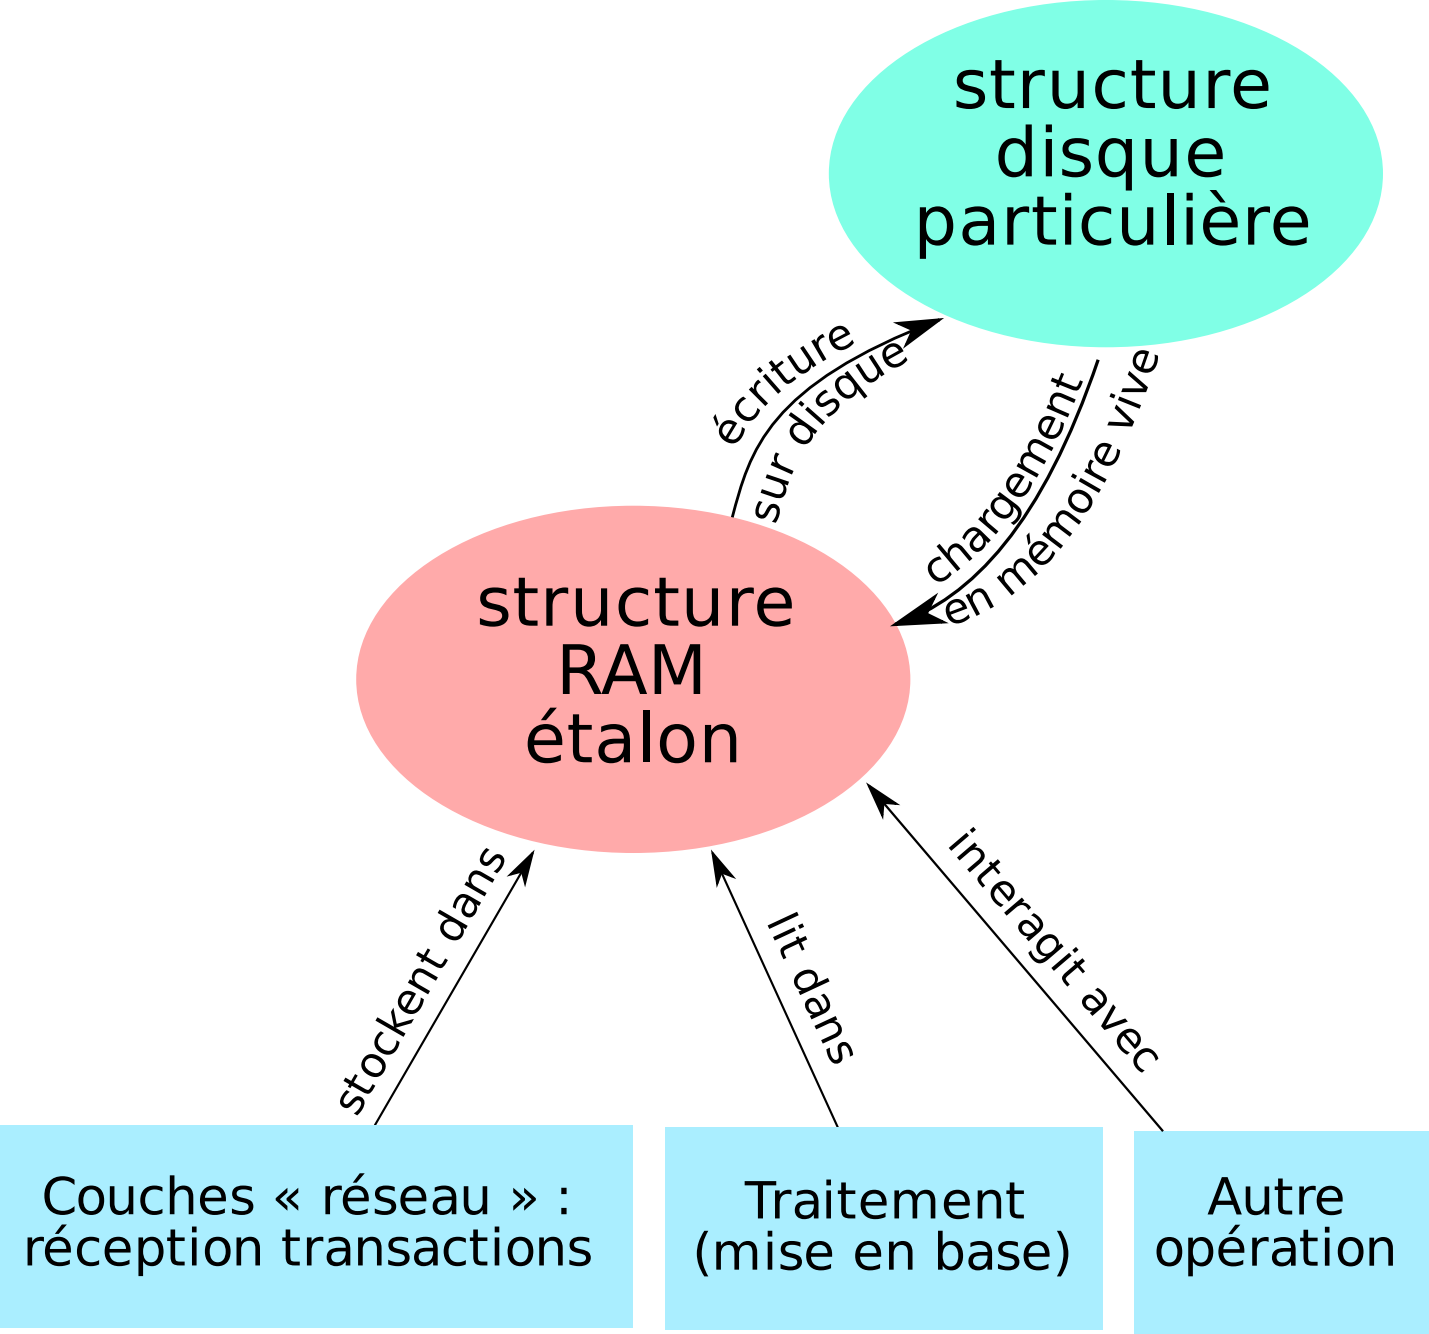 structure
disque
particulière
écriture
sur disque
chargement
en mémoire vive
structure
RAM
étalon
stockent dans
lit dans
interagit avec
Couches « réseau » :
réception transactions
Traitement
(mise en base)
Autre
opération